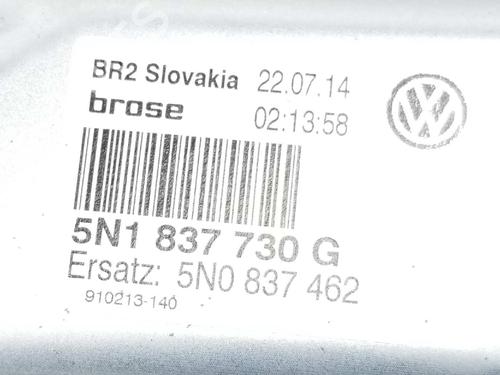 BR2 Slovakia 22.07.14
brose 02:13:58
5N1 837 730 G
Ersatz: 5N0 837 462
910213-140